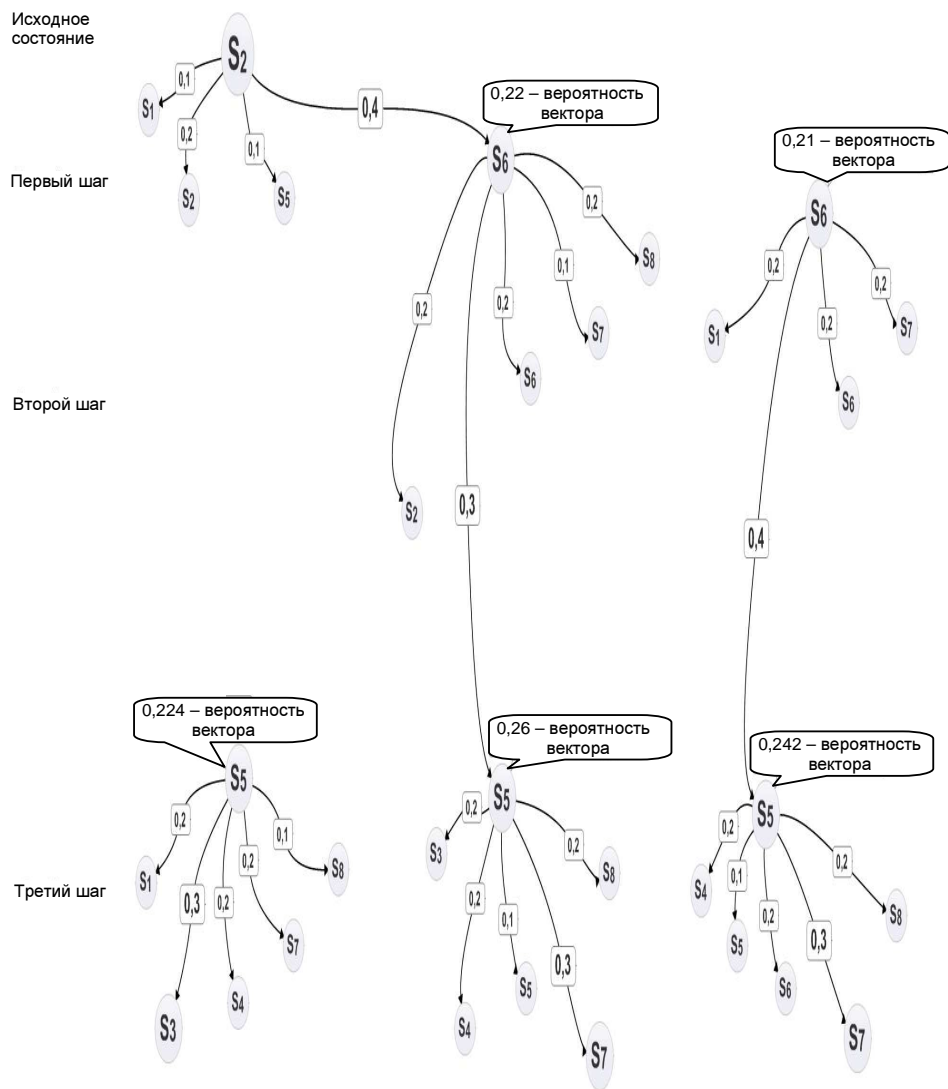 Исходное
состояние
S2
0,1
S1
0,2
0,1
0,4
S2
S5
0,22 – вероятность
вектора
0,21 – вероятность
вектора
Первый шаг
S6
S6
0,2
S8
0,1
0,2
0,2
S7
S6
S2
0,3
0,2
S1
0,2
0,2
S7
S6
0,4
Второй шаг
0,224 – вероятность
вектора
0,26 – вероятность
вектора
0,242 – вероятность
вектора
S5
0,2
S1
0,3
0,2
0,2
0,1
S8
S7
S4
S3
S5
0,2
S3
0,2
0,1
0,3
0,2
S8
S5
S4
S7
S5
0,2
S4
0,1
S5
0,2
S6
0,3
0,2
S8
S7
Третий шаг